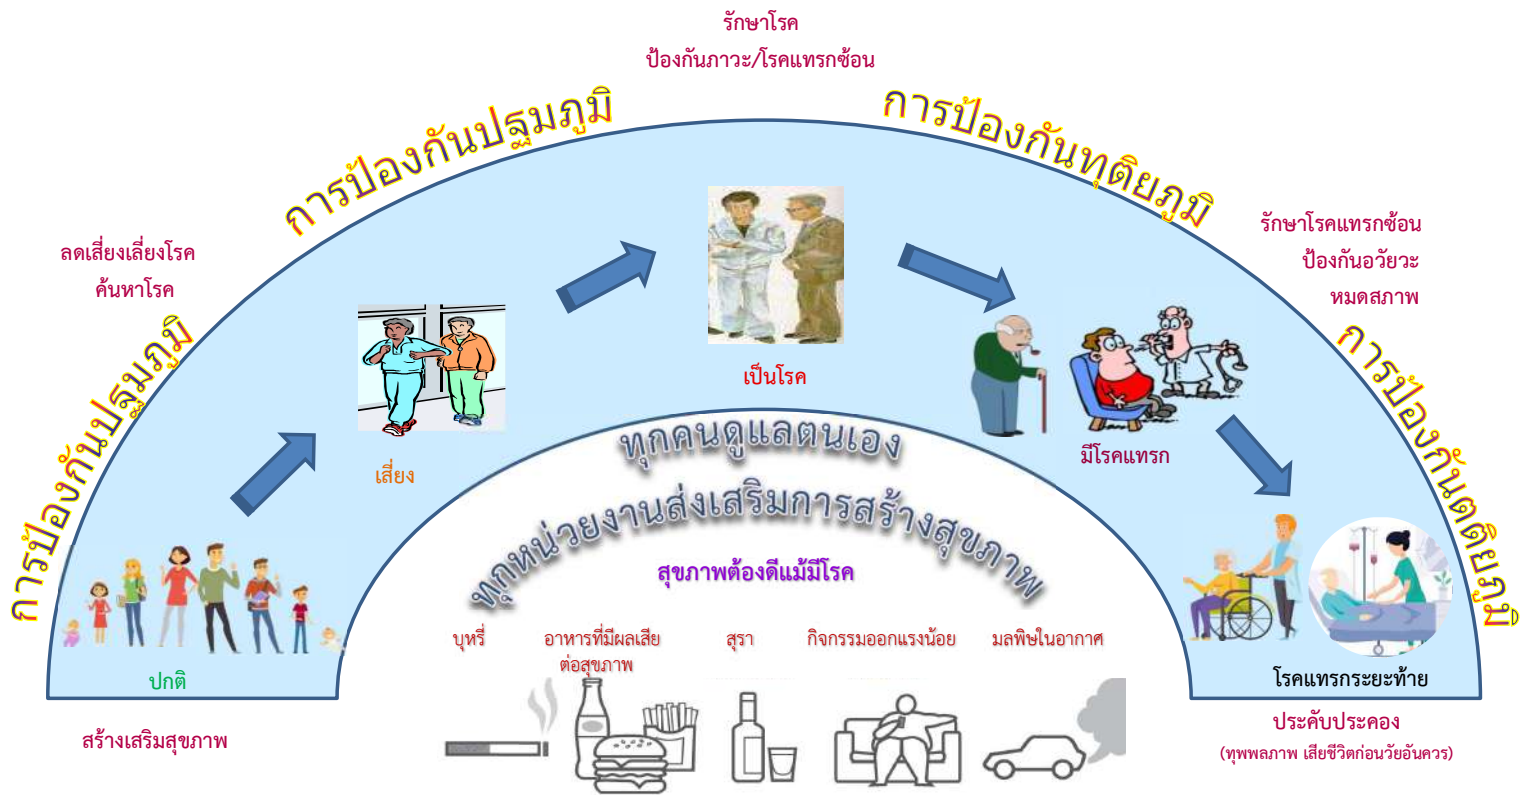 รักษาโรค
ป้องกันภาวะ/โรคแทรกซ้อน
การป้องกันปฐมภูมิ
การป้องกันทุติยภูมิ
ลดเสี่ยงเลี่ยงโรค
ค้นหาโรค
รักษาโรคแทรกซ้อน
ป้องกันอวัยวะ
หมดสภาพ
การป้องกันปฐมภูมิ
การป้องกันตติยภูมิ
เป็นโรค
เสี่ยง
มีโรคแทรก
ทุกคนดูแลตนเอง
ทุกหน่วยงานส่งเสริมการสร้างสุขภาพ
สุขภาพต้องดีแม้มีโรค
บุหรี่
อาหารที่มีผลเสีย
ต่อสุขภาพ
สุรา
กิจกรรมออกแรงน้อย
มลพิษในอากาศ
ปกติ
โรคแทรกระยะท้าย
สร้างเสริมสุขภาพ
ประคับประคอง
(ทุพพลภาพ เสียชีวิตก่อนวัยอันควร)